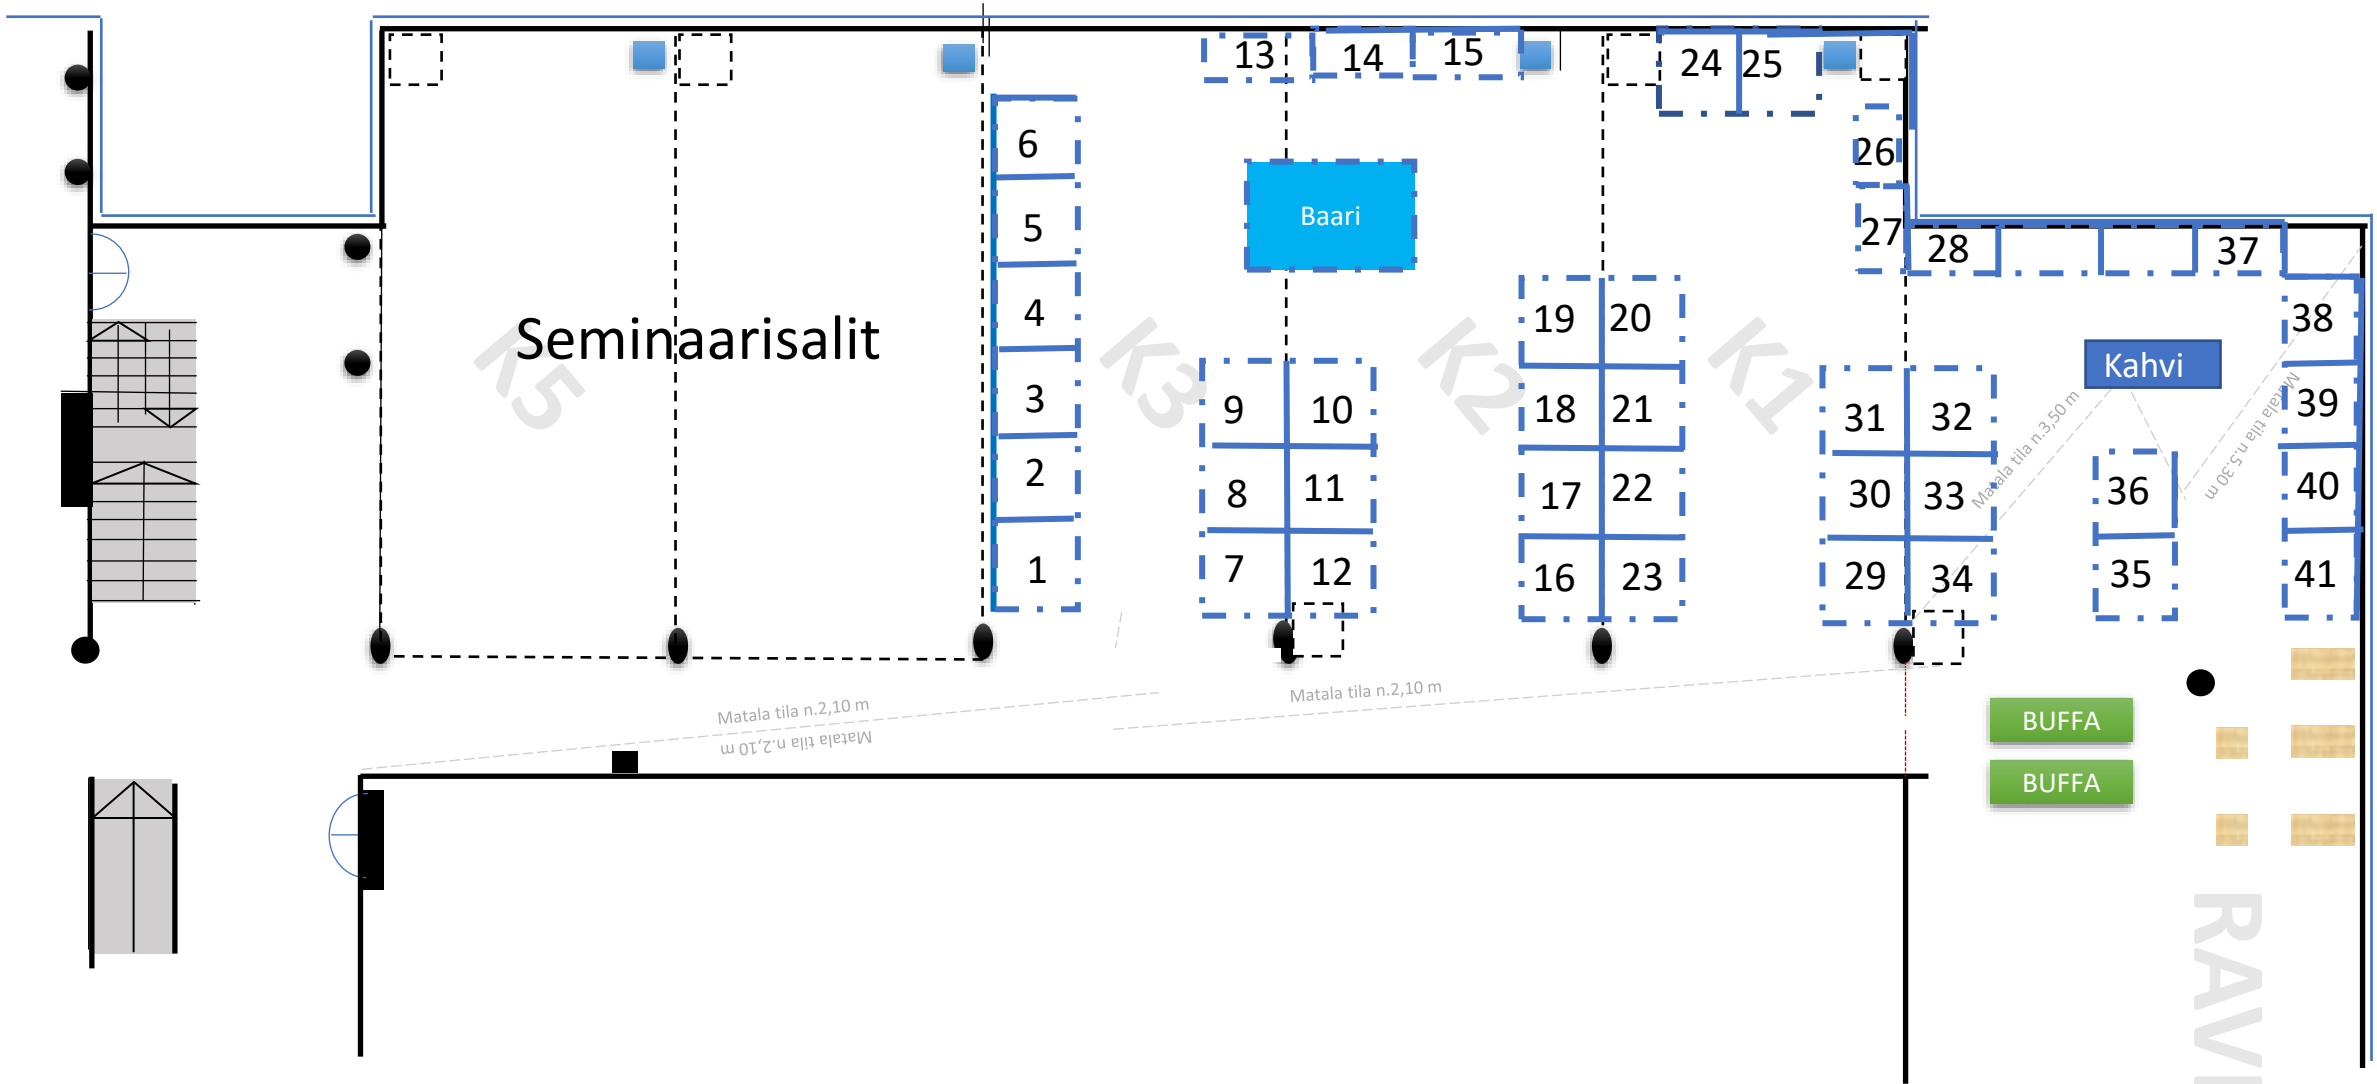 13
14
15
24
25
6
26
Baari
5
27
28
37
4
19
20
38
Seminaarisalit
K5
K3
K2
K1
Kahvi
3
9
10
18
21
31
32
39
Matala tila n.3,50 m
Matala tila n.5,30 m
2
8
11
17
22
30
33
36
40
1
7
12
16
23
29
34
35
41
Matala tila n.2,10 m
Matala tila n.2,10 m
Matala tila n.2,10 m
BUFFA
BUFFA
RAVI